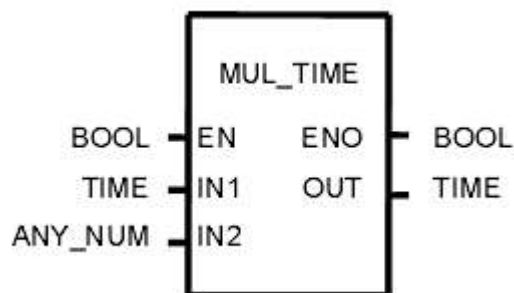 MUL_TIME
BOOL EN ENO BOOL
TIME IN1 OUT TIME
ANY_NUM IN2